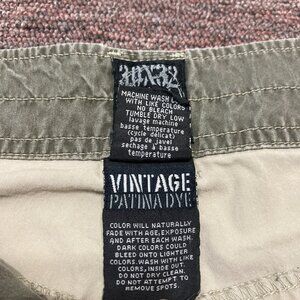 MACHINE WASH
WITH LIKE COLORS
NO BLEACH
TUMBLE DRY LOW
lavage machine
basse temperature
(cycle délicat)
pas de javel
sechage a basse
temperature
VINTAGE
PATINA DYE
COLOR WILL NATURALLY
FADE WITH AGE, EXPOSURE
AND AFTER EACH WASH.
DARK COLORS COULD
BLEED ONTO LIGHTER
COLORS. WASH WITH LIKE
COLORS, INSIDE OUT.
DO NOT DRY CLEAN.
DO NOT ATTEMPT TO
REMOVE SPOTS.